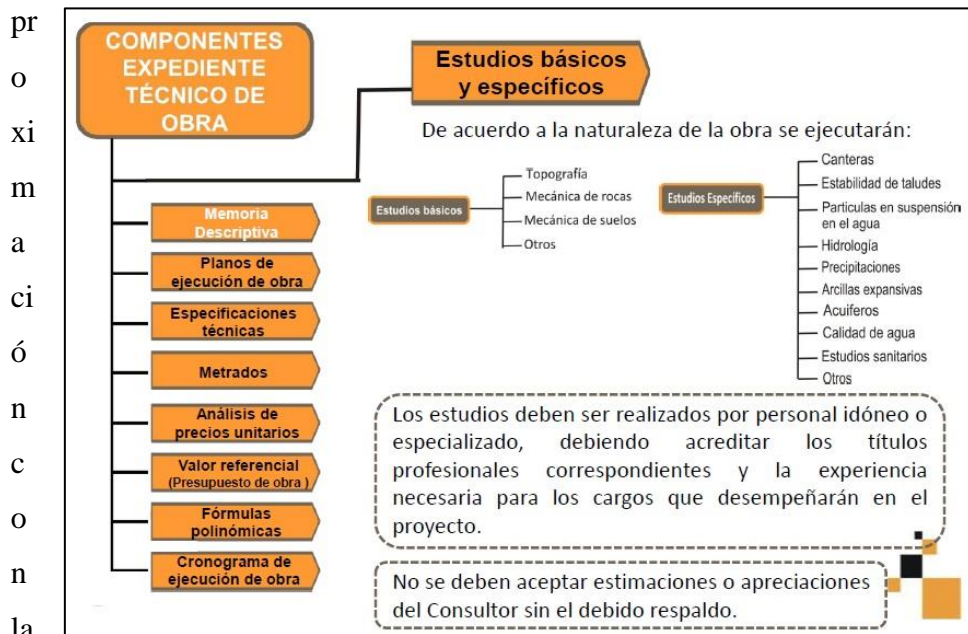 pr
o
xi
m
a
ci
ó
n
c
o
n
la
COMPONENTES
EXPEDIENTE
TÉCNICO DE
OBRA
Estudios básicos
y específicos
De acuerdo a la naturaleza de la obra se ejecutarán:
Estudios básicos
Topografía
Mecánica de rocas
Mecánica de suelos
Otros
Estudios Específicos
Canteras
Estabilidad de taludes
Particulas en suspensión
en el agua
Hidrología
Precipitaciones
Arcillas expansivas
Acuiferos
Calidad de agua
Estudios sanitarios
Otros
Memoria
Descriptiva
Planos de
ejecución de obra
Especificaciones
técnicas
Metrados
Análisis de
precios unitarios
Valor referencial
(Presupuesto de obra )
Fórmulas
polinómicas
Cronograma de
ejecución de obra
Los estudios deben ser realizados por personal idóneo o
especializado, debiendo acreditar los títulos
profesionales correspondientes y la experiencia
necesaria para los cargos que desempeñarán en el
proyecto.
No se deben aceptar estimaciones o apreciaciones
del Consultor sin el debido respaldo.